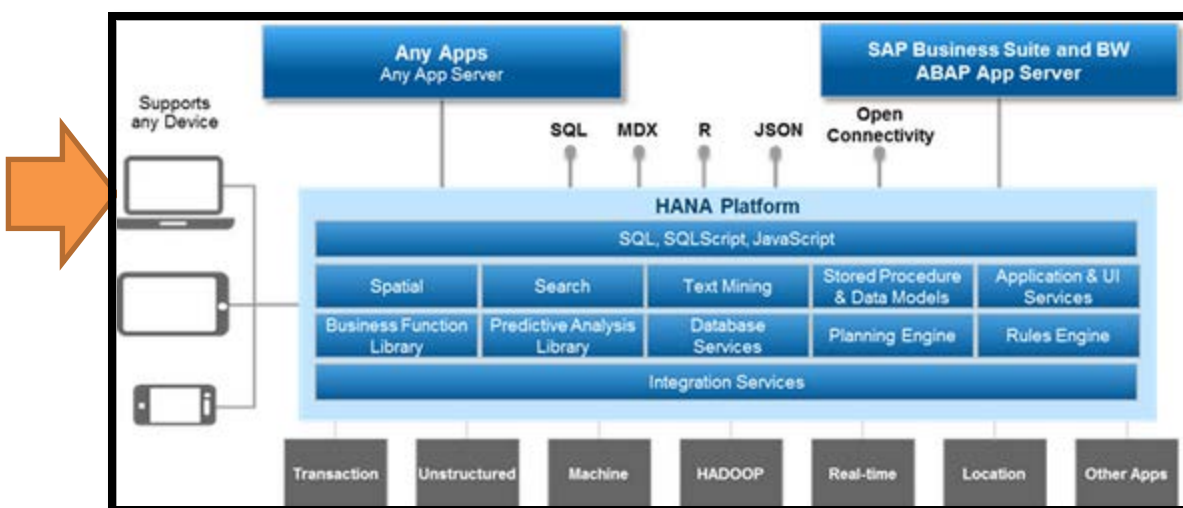 Any Apps
Any App Server
SAP Business Suite and BW
ABAP App Server
Supports
any Device
SQL
MDX
R
JSON
Open
Connectivity
HANA Platform
SQL, SQLScript, JavaScript
Spatial
Search
Text Mining
Stored Procedure
& Data Models
Application & UI
Services
Business Function
Library
Predictive Analysis
Library
Database
Services
Planning Engine
Rules Engine
Integration Services
Transaction
Unstructured
Machine
HADOOP
Real-time
Location
Other Apps